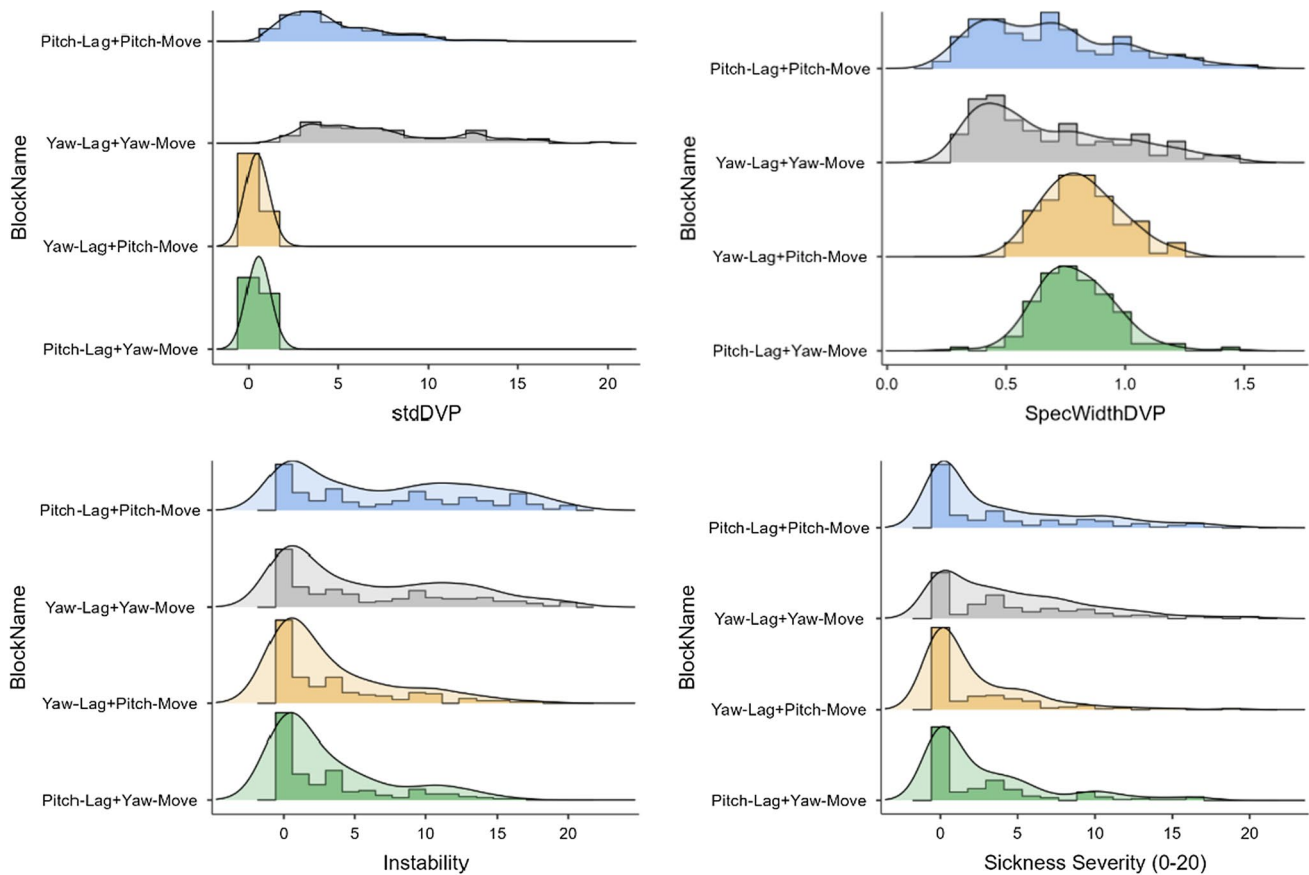 BlockName
Pitch-Lag+Pitch-Move
Yaw-Lag+Yaw-Move
Yaw-Lag+Pitch-Move
Pitch-Lag+Yaw-Move
0 5 10 15 20
stdDVP
BlockName
Pitch-Lag+Pitch-Move
Yaw-Lag+Yaw-Move
Yaw-Lag+Pitch-Move
Pitch-Lag+Yaw-Move
0.0 0.5 1.0 1.5
SpecWidthDVP
BlockName
Pitch-Lag+Pitch-Move
Yaw-Lag+Yaw-Move
Yaw-Lag+Pitch-Move
Pitch-Lag+Yaw-Move
0 5 10 15 20
Instability
BlockName
Pitch-Lag+Pitch-Move
Yaw-Lag+Yaw-Move
Yaw-Lag+Pitch-Move
Pitch-Lag+Yaw-Move
0 5 10 15 20
Sickness Severity (0-20)